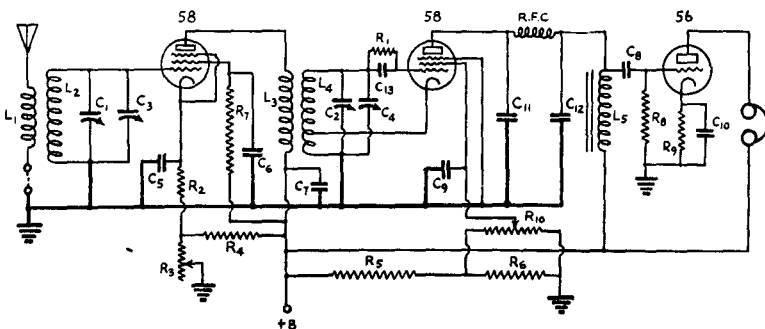 58
58
R.F.C
56
L1
L2
C1
C3
R7
C6
L3
L4
R1
C13
C2
C4
C11
C12
L5
C8
R8
R9
C10
C5
R2
C7
C9
R3
R4
R5
R10
R6
+B